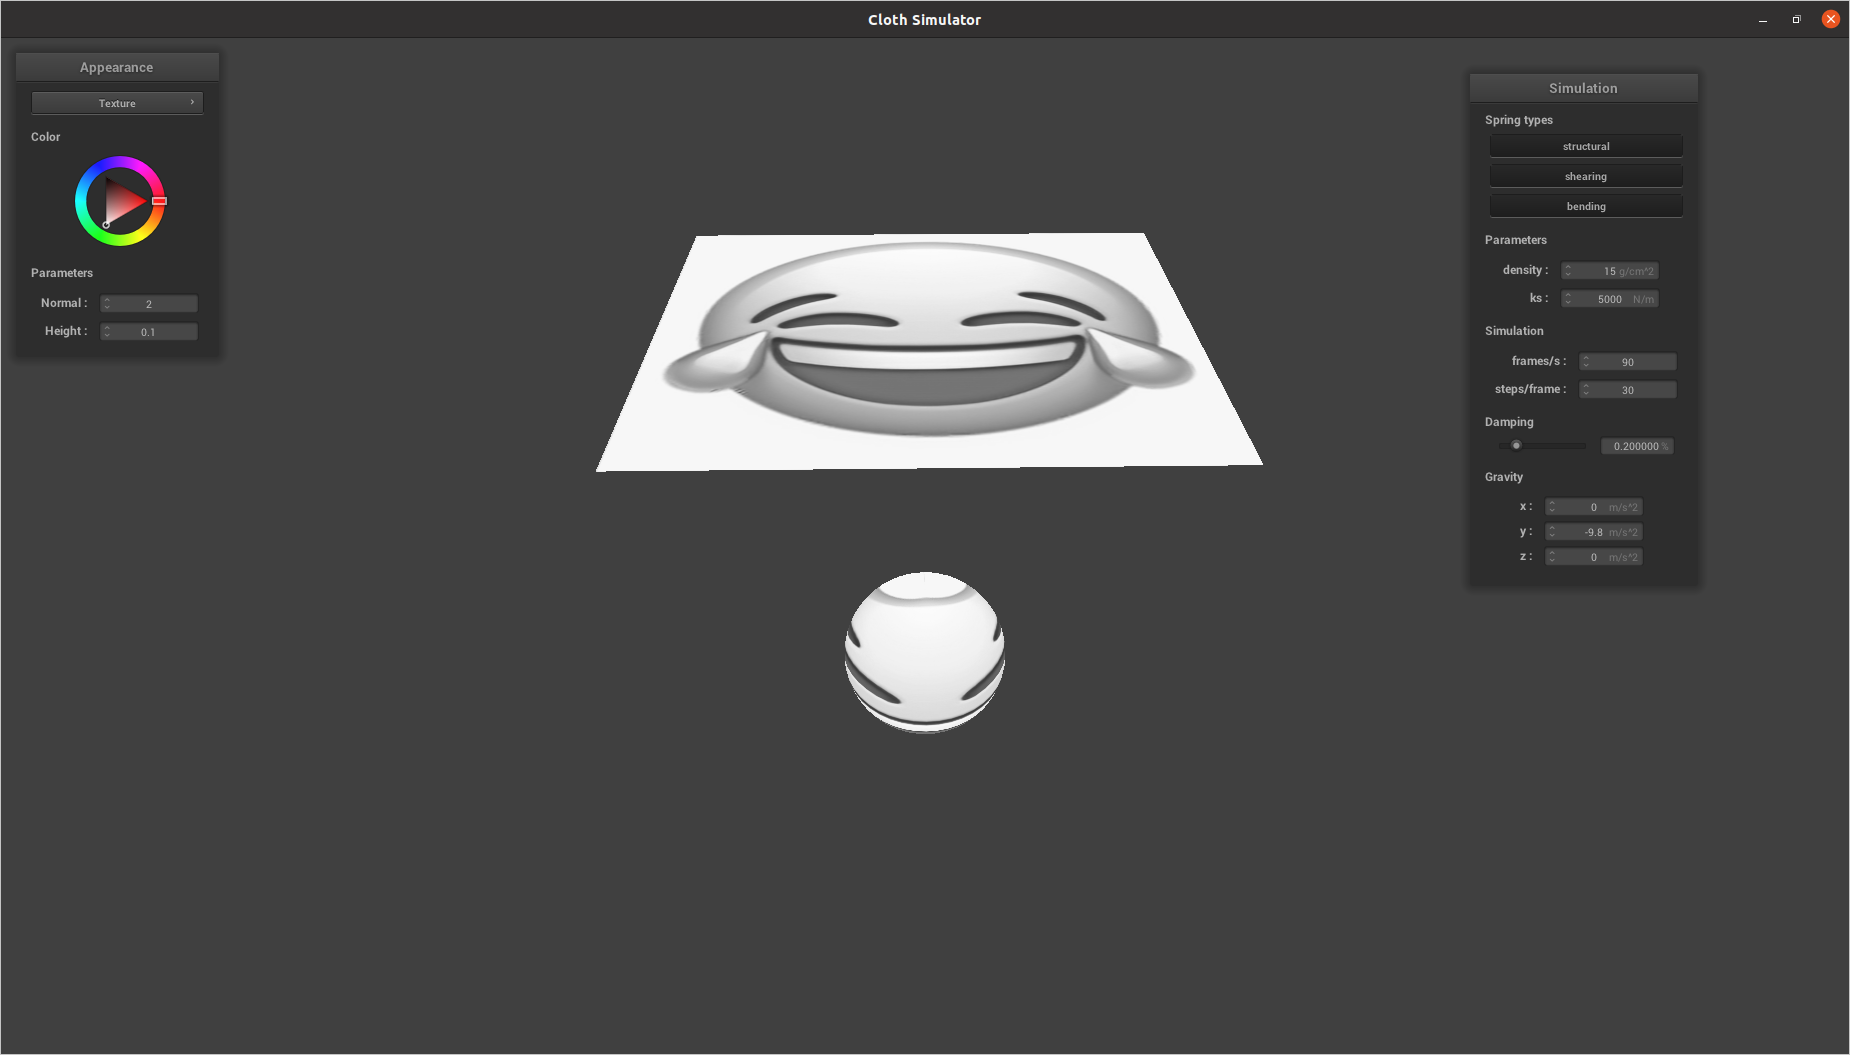 Cloth Simulator
Appearance
Texture
Color
Parameters
Normal : 2
Height : 0.1
Simulation
Spring types
structural
shearing
bending
Parameters
density : 15 g/cm^2
ks : 5000 N/m
Simulation
frames/s : 90
steps/frame : 30
Damping
0.200000 %
Gravity
x : 0 m/s^2
y : -9.8 m/s^2
z : 0 m/s^2